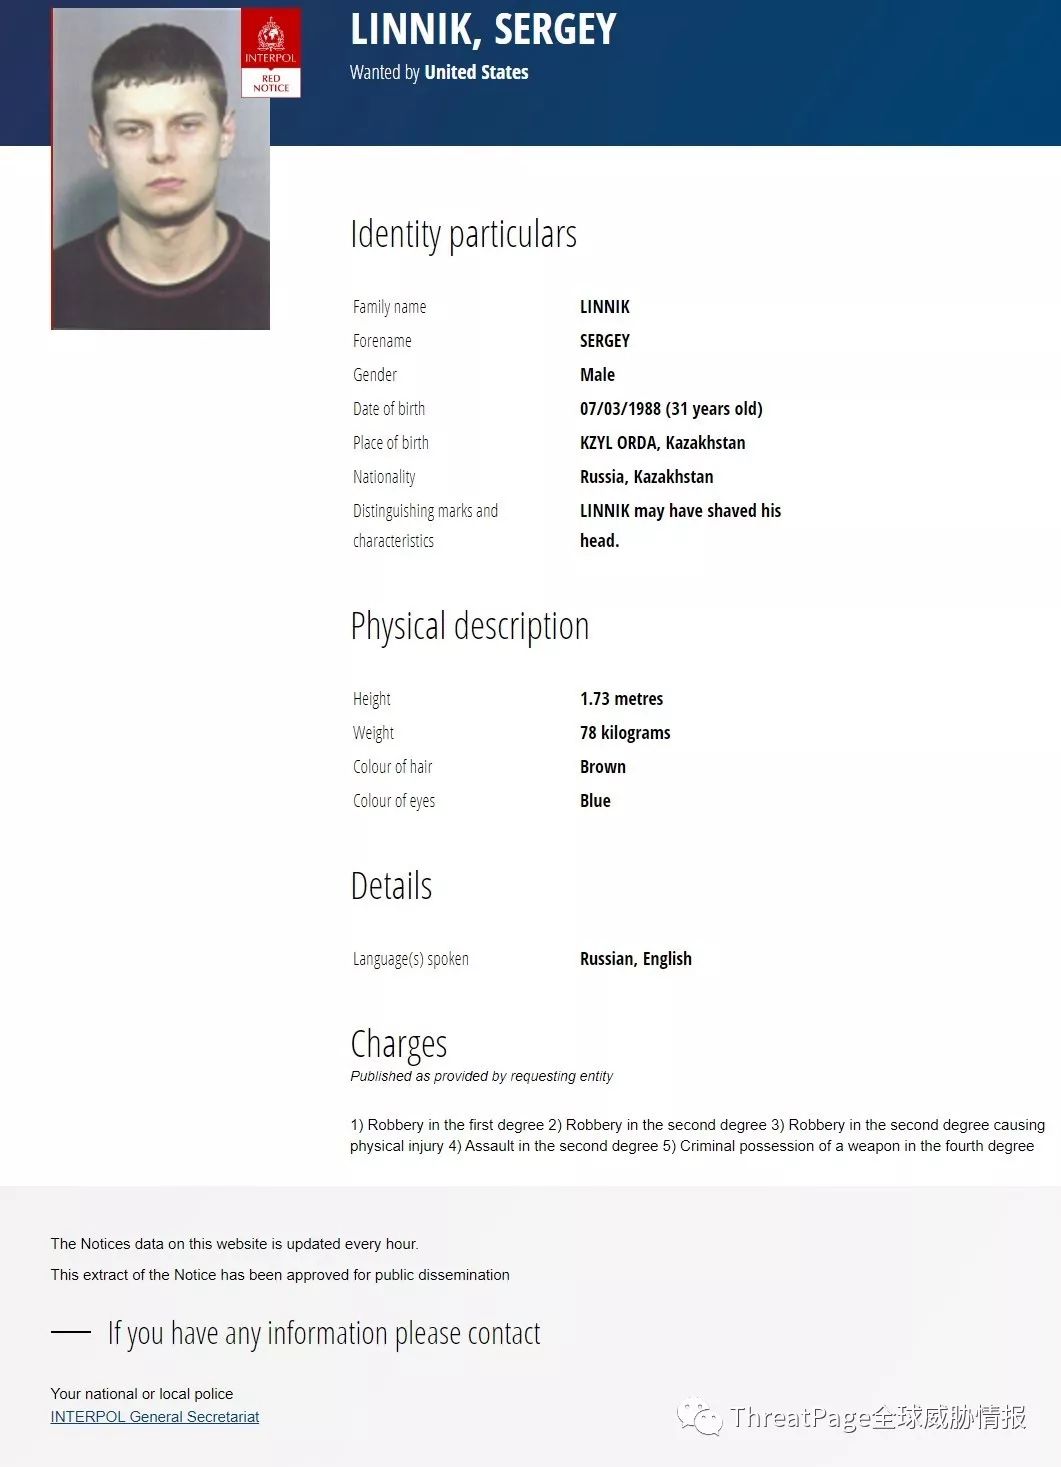 INTERPOL
RED
NOTICE
LINNIK, SERGEY
Wanted by United States
Identity particulars
Family name LINNIK
Forename SERGEY
Gender Male
Date of birth 07/03/1988 (31 years old)
Place of birth KZYL ORDA, Kazakhstan
Nationality Russia, Kazakhstan
Distinguishing marks and LINNIK may have shaved his
characteristics head.
Physical description
Height 1.73 metres
Weight 78 kilograms
Colour of hair Brown
Colour of eyes Blue
Details
Language(s) spoken Russian, English
Charges
Published as provided by requesting entity
1) Robbery in the first degree 2) Robbery in the second degree 3) Robbery in the second degree causing
physical injury 4) Assault in the second degree 5) Criminal possession of a weapon in the fourth degree
The Notices data on this website is updated every hour.
This extract of the Notice has been approved for public dissemination
If you have any information please contact
Your national or local police
INTERPOL General Secretariat
ThreatPage全球威胁情报